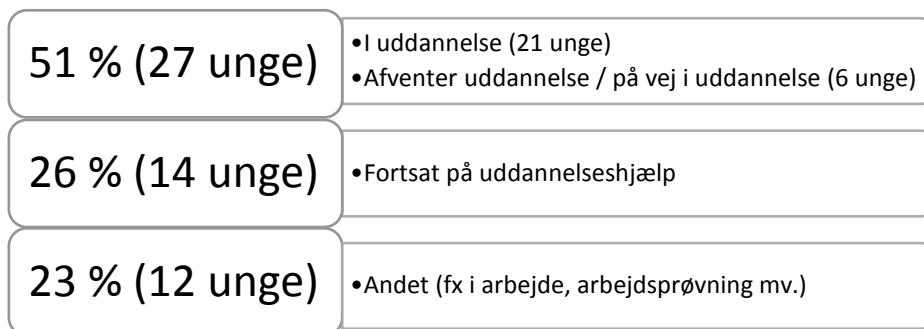 51 % (27 unge)
•I uddannelse (21 unge)
•Afventer uddannelse / på vej i uddannelse (6 unge)
26 % (14 unge)
•Fortsat på uddannelseshjælp
23 % (12 unge)
•Andet (fx i arbejde, arbejdsprøvning mv.)